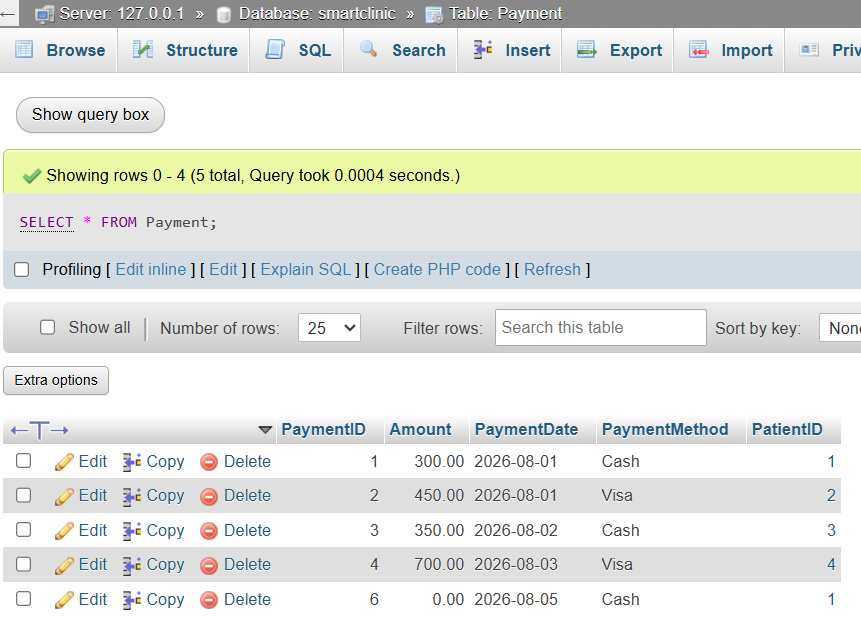 Server: 127.0.0.1 » Database: smartclinic » Table: Payment
Browse Structure SQL Search Insert Export Import Priv
Show query box
Showing rows 0 - 4 (5 total, Query took 0.0004 seconds.)
SELECT * FROM Payment;
Profiling [ Edit inline ] [ Edit ] [ Explain SQL ] [ Create PHP code ] [ Refresh ]
Show all | Number of rows: 25 Filter rows: Search this table Sort by key: None
Extra options
←T→ PaymentID Amount PaymentDate PaymentMethod PatientID
Edit Copy Delete 1 300.00 2026-08-01 Cash 1
Edit Copy Delete 2 450.00 2026-08-01 Visa 2
Edit Copy Delete 3 350.00 2026-08-02 Cash 3
Edit Copy Delete 4 700.00 2026-08-03 Visa 4
Edit Copy Delete 6 0.00 2026-08-05 Cash 1